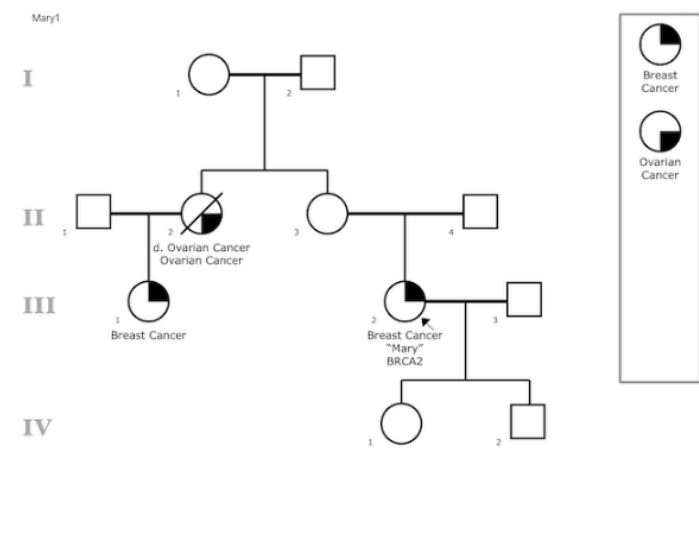 Mary1
I
1
2
Breast
Cancer
Ovarian
Cancer
II
1
2
3
4
d. Ovarian Cancer
Ovarian Cancer
III
1
2
3
Breast Cancer
Breast Cancer
"Mary"
BRCA2
IV
1
2